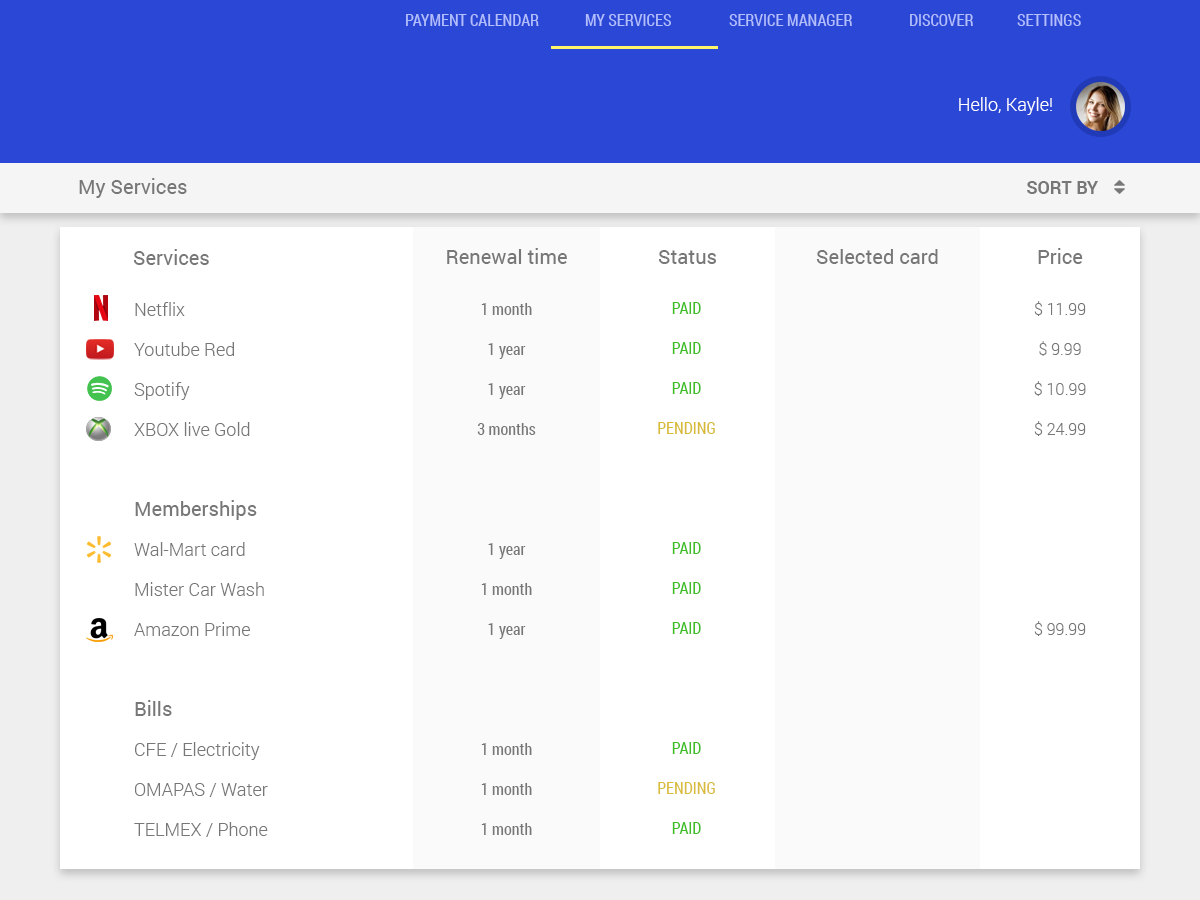 PAYMENT CALENDAR MY SERVICES SERVICE MANAGER DISCOVER SETTINGS
Hello, Kayle!
My Services SORT BY
Services Renewal time Status Selected card Price
Netflix 1 month PAID $ 11.99
Youtube Red 1 year PAID $ 9.99
Spotify 1 year PAID $ 10.99
XBOX live Gold 3 months PENDING $ 24.99
Memberships
Wal-Mart card 1 year PAID
Mister Car Wash 1 month PAID
a Amazon Prime 1 year PAID $ 99.99
Bills
CFE / Electricity 1 month PAID
OMAPAS / Water 1 month PENDING
TELMEX / Phone 1 month PAID